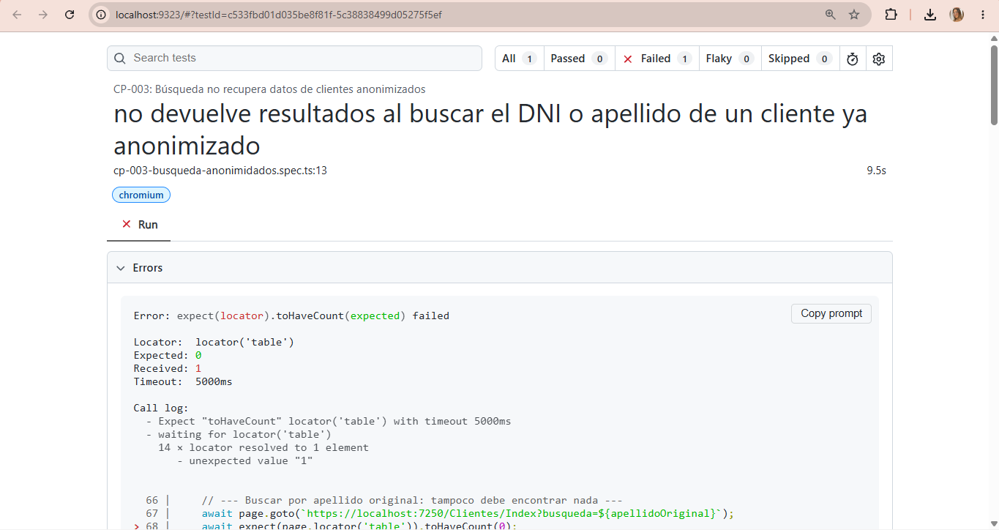 localhost:9323/#?testId=c533fbd01d035be8f81f-5c38838499d05275f5ef
Search tests
All 1 Passed 0 Failed 1 Flaky 0 Skipped 0
CP-003: Búsqueda no recupera datos de clientes anonimizados
no devuelve resultados al buscar el DNI o apellido de un cliente ya
anonimizado
cp-003-busqueda-anonimidados.spec.ts:13 9.5s
chromium
Run
Errors
Copy prompt
Error: expect(locator).toHaveCount(expected) failed
Locator: locator('table')
Expected: 0
Received: 1
Timeout: 5000ms
Call log:
- Expect "toHaveCount" locator('table') with timeout 5000ms
- waiting for locator('table')
14 × locator resolved to 1 element
- unexpected value "1"
66 | // --- Buscar por apellido original: tampoco debe encontrar nada ---
67 | await page.goto(`https://localhost:7250/Clientes/Index?busqueda=${apellidoOriginal}`);
> 68 | await expect(page.locator('table')).toHaveCount(0);